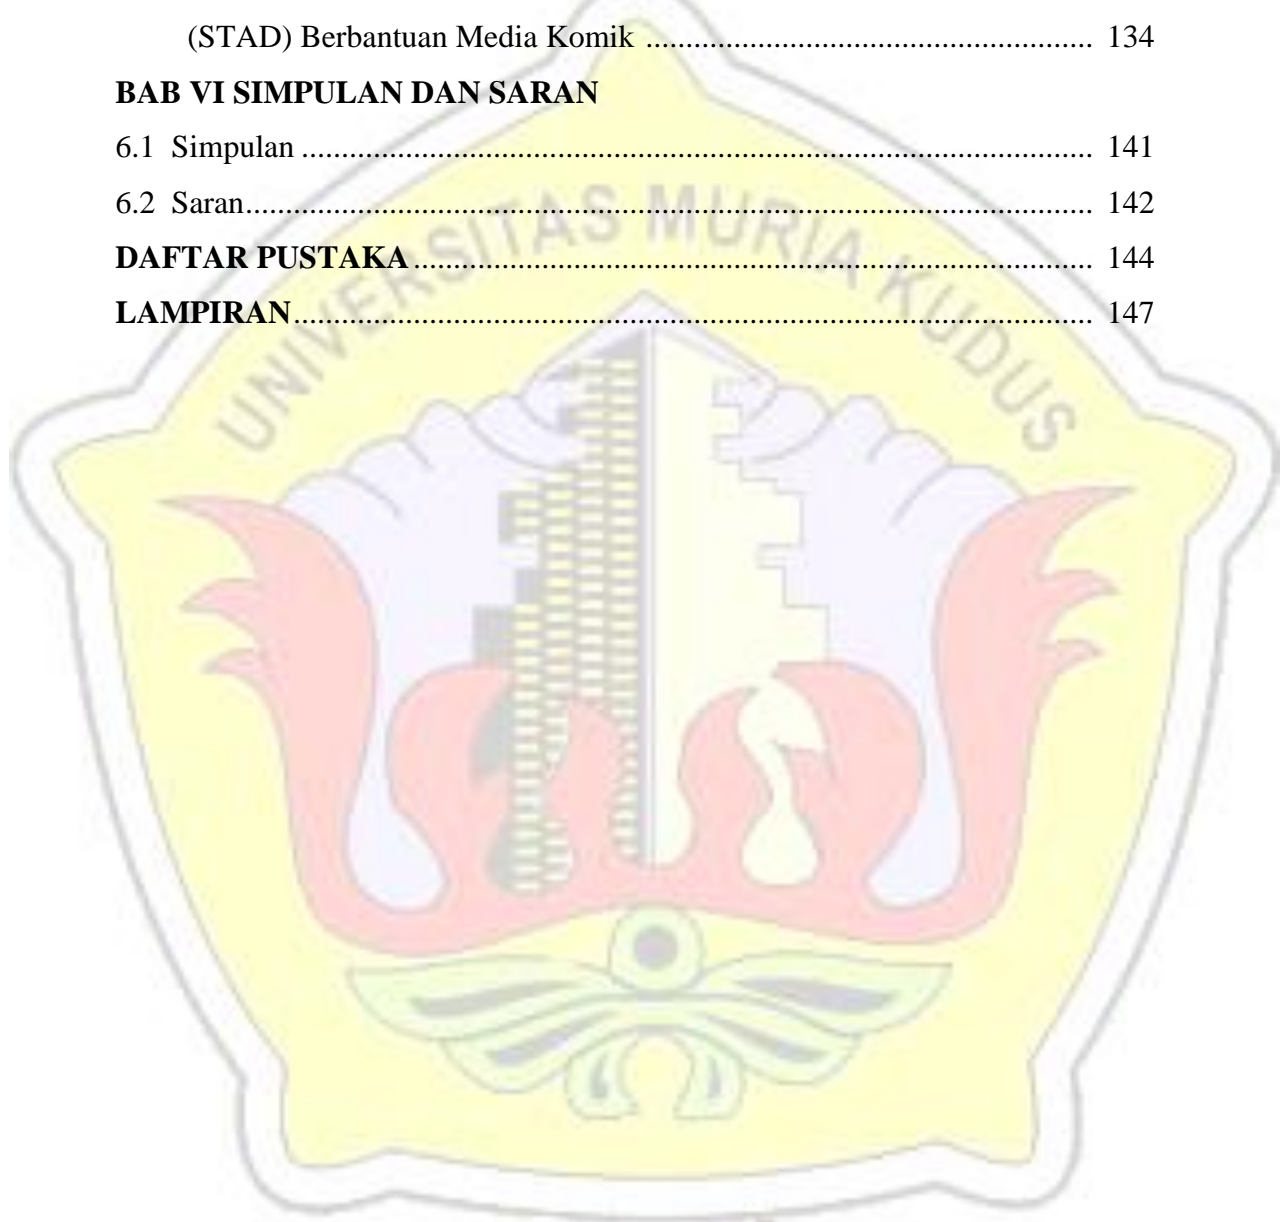 (STAD) Berbantuan Media Komik ........................................................ 134
BAB VI SIMPULAN DAN SARAN
6.1 Simpulan ................................................................................................... 141
6.2 Saran.......................................................................................................... 142
DAFTAR PUSTAKA ..................................................................................... 144
LAMPIRAN.................................................................................................... 147
UNIVERSITAS MURIA KUDUS